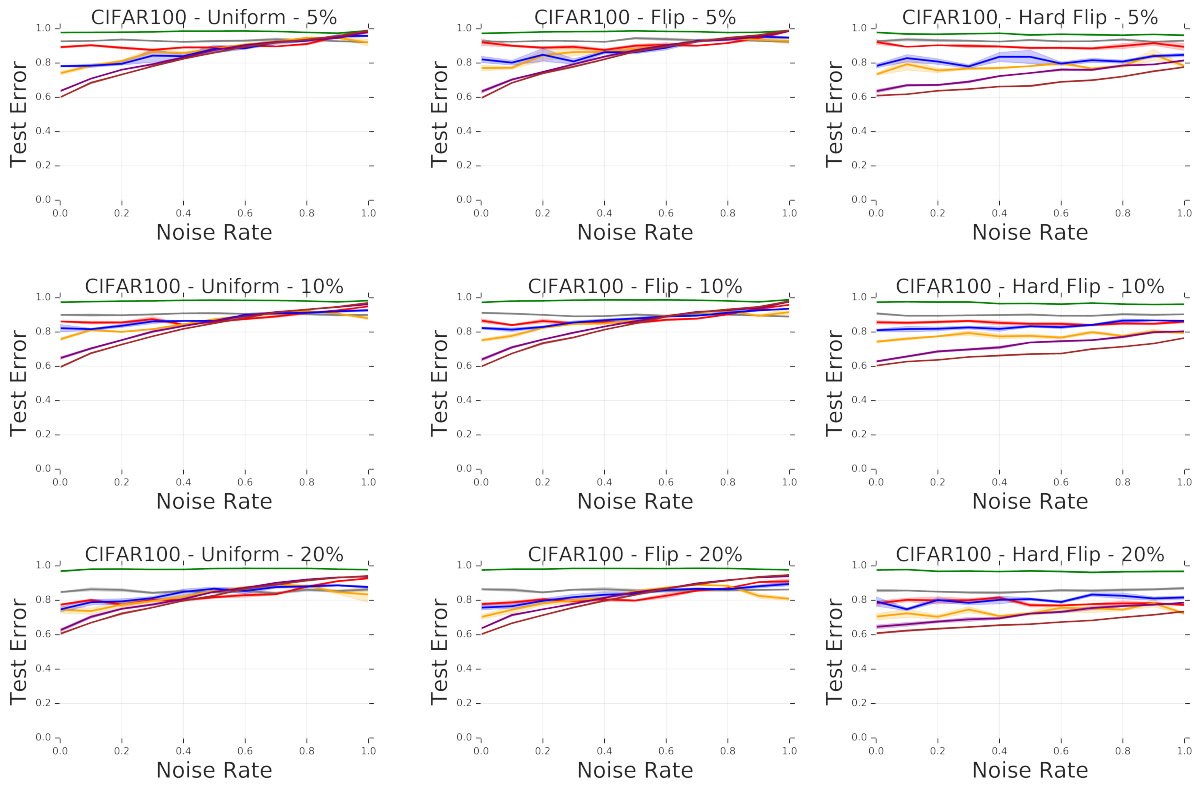 CIFAR100 - Uniform - 5%
CIFAR100 - Flip - 5%
CIFAR100 - Hard Flip - 5%
1.0
0.8
0.6
0.4
0.2
0.0
Test Error
0.0 0.2 0.4 0.6 0.8 1.0
Noise Rate
1.0
0.8
0.6
0.4
0.2
0.0
Test Error
0.0 0.2 0.4 0.6 0.8 1.0
Noise Rate
1.0
0.8
0.6
0.4
0.2
0.0
Test Error
0.0 0.2 0.4 0.6 0.8 1.0
Noise Rate
CIFAR100 - Uniform - 10%
CIFAR100 - Flip - 10%
CIFAR100 - Hard Flip - 10%
1.0
0.8
0.6
0.4
0.2
0.0
Test Error
0.0 0.2 0.4 0.6 0.8 1.0
Noise Rate
1.0
0.8
0.6
0.4
0.2
0.0
Test Error
0.0 0.2 0.4 0.6 0.8 1.0
Noise Rate
1.0
0.8
0.6
0.4
0.2
0.0
Test Error
0.0 0.2 0.4 0.6 0.8 1.0
Noise Rate
CIFAR100 - Uniform - 20%
CIFAR100 - Flip - 20%
CIFAR100 - Hard Flip - 20%
1.0
0.8
0.6
0.4
0.2
0.0
Test Error
0.0 0.2 0.4 0.6 0.8 1.0
Noise Rate
1.0
0.8
0.6
0.4
0.2
0.0
Test Error
0.0 0.2 0.4 0.6 0.8 1.0
Noise Rate
1.0
0.8
0.6
0.4
0.2
0.0
Test Error
0.0 0.2 0.4 0.6 0.8 1.0
Noise Rate